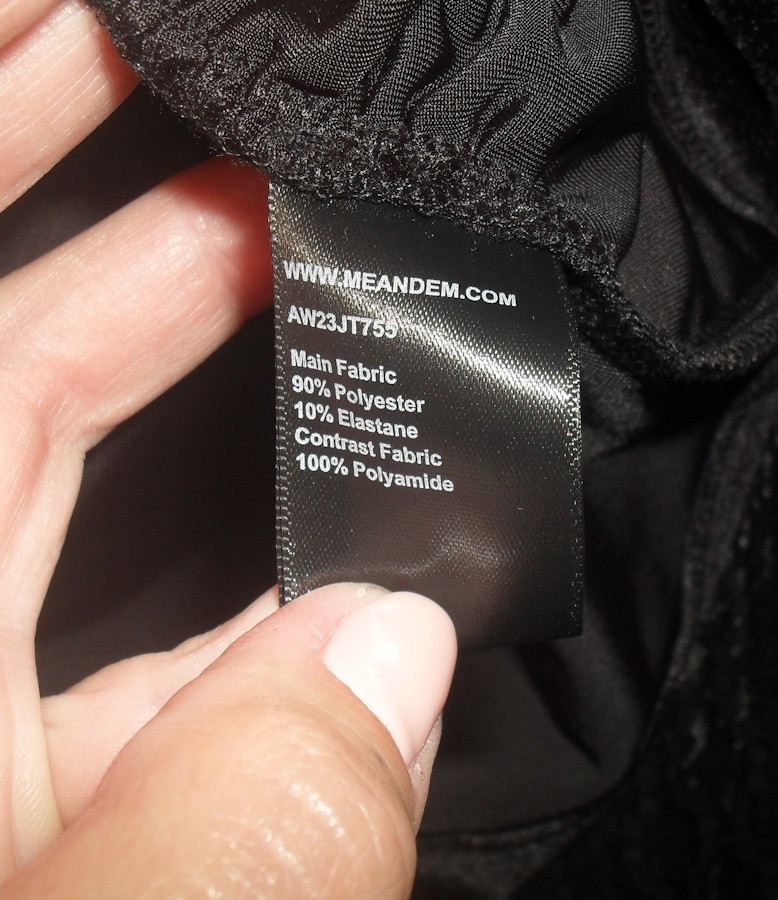 WWW.MEANDEM.COM
AW23JT755
Main Fabric
90% Polyester
10% Elastane
Contrast Fabric
100% Polyamide